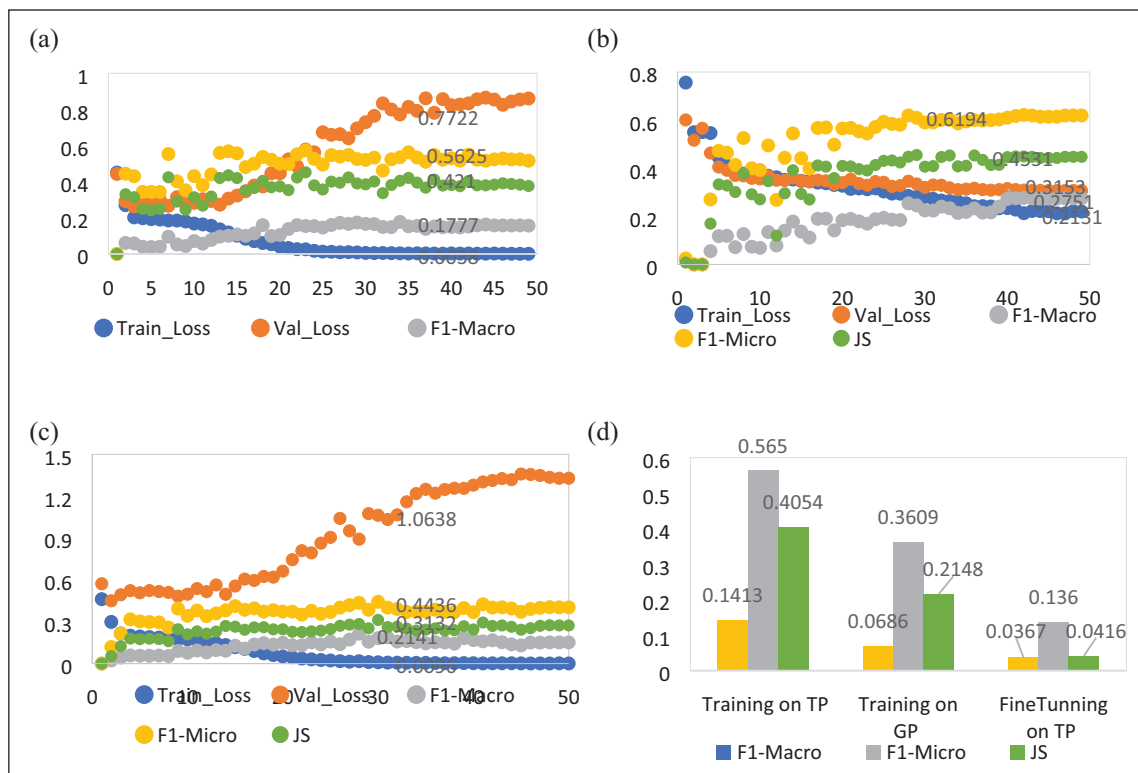 (a)
1
0.8
0.6
0.4
0.2
0
0.7722
0.5625
0.421
0.1777
0 5 10 15 20 25 30 35 40 45 50
Train_Loss Val_Loss F1-Macro
(b)
0.8
0.6
0.4
0.2
0
0.6194
0.4531
0.3153
0.2751
0.2131
0 10 20 30 40 50
Train_Loss Val_Loss F1-Macro
F1-Micro JS
(c)
1.5
1.2
0.9
0.6
0.3
0
1.0638
0.4436
0.3132
0.2141
0 10 20 30 40 50
Train_Loss Val_Loss F1-Macro
F1-Micro JS
(d)
0.6
0.5
0.4
0.3
0.2
0.1
0
0.1413
0.565
0.4054
0.0686
0.3609
0.2148
0.0367
0.136
0.0416
Training on TP
Training on
GP
FineTunning
on TP
F1-Macro F1-Micro JS